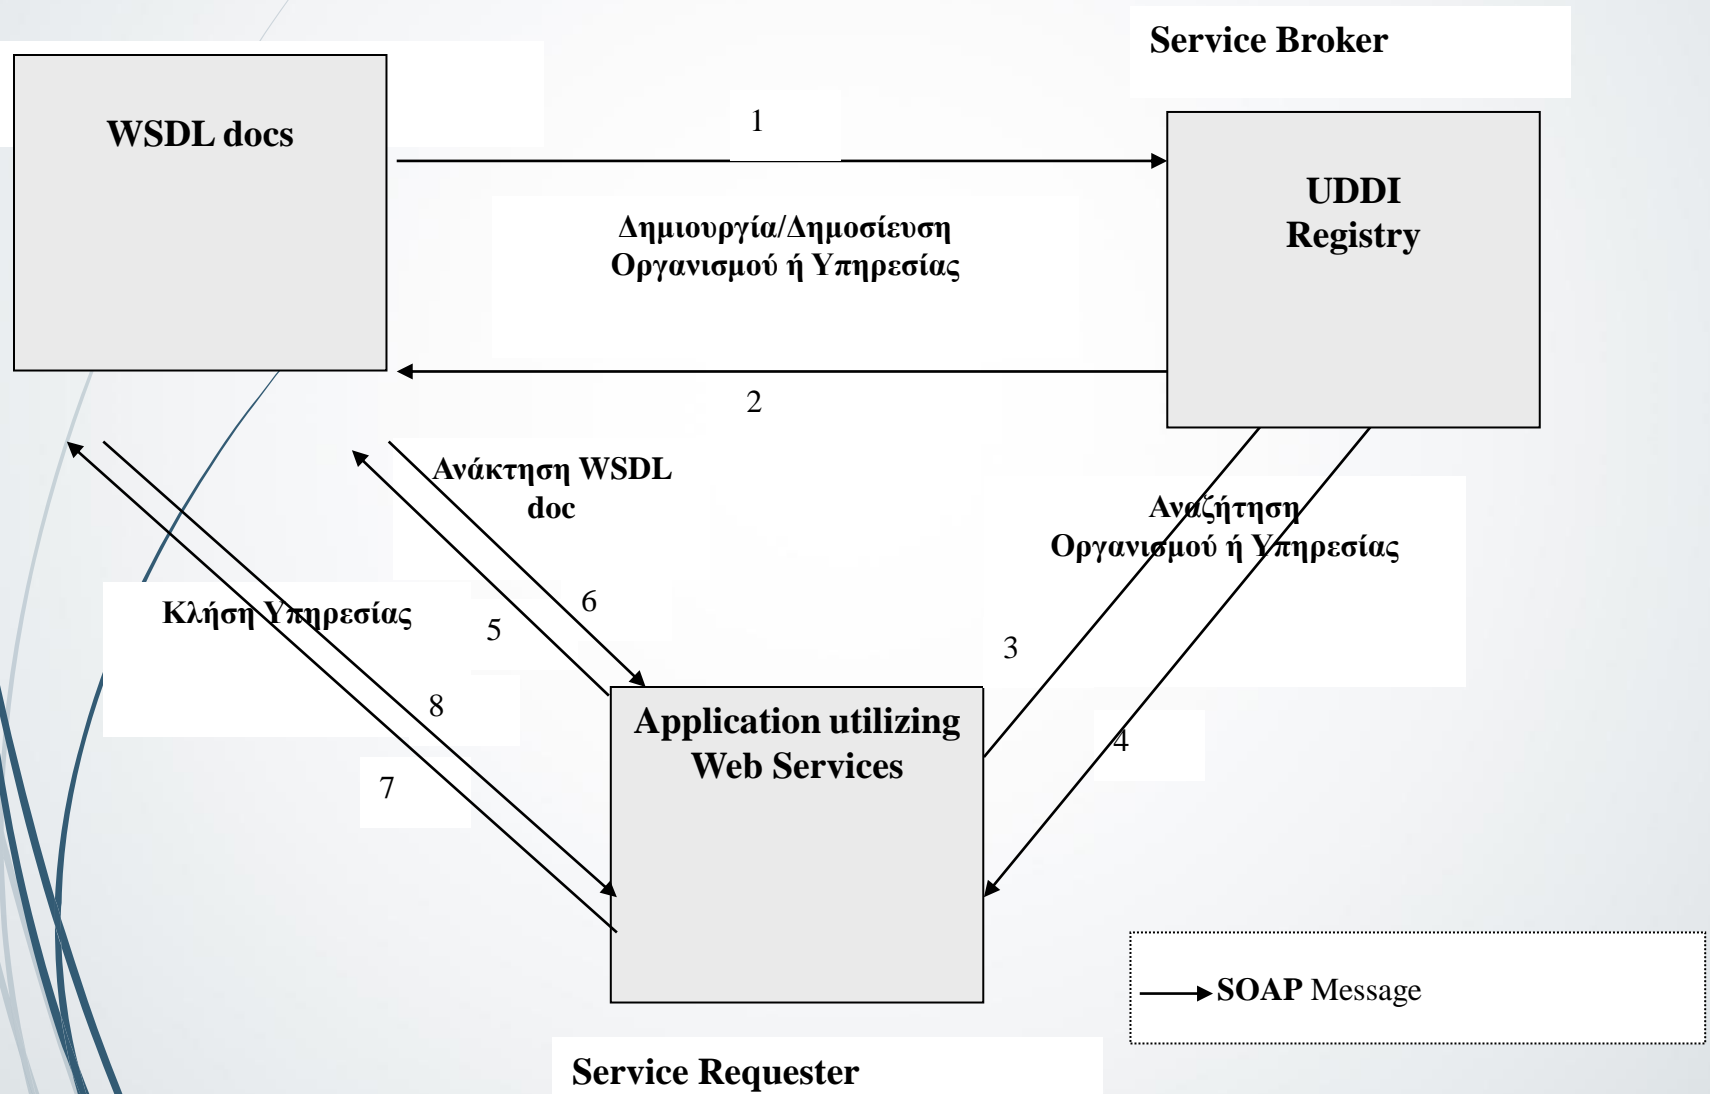 Service Broker
WSDL docs
1
UDDI
Registry
Δημιουργία/Δημοσίευση
Οργανισμού ή Υπηρεσίας
2
Ανάκτηση WSDL
doc
Αναζήτηση
Οργανισμού ή Υπηρεσίας
Κλήση Υπηρεσίας
6
5
3
8
Application utilizing
Web Services
4
7
SOAP Message
Service Requester